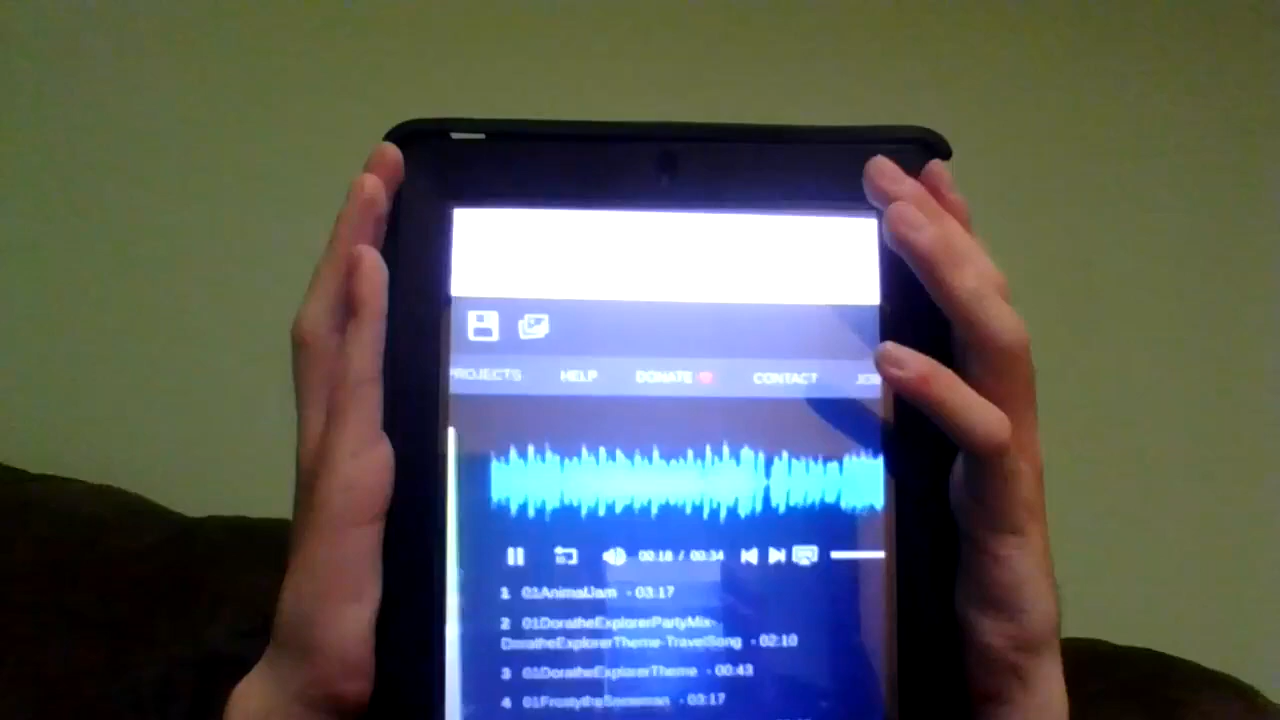 PROJECTS HELP DONATE CONTACT JOB
00:18 / 00:34
1 01AnimalJam - 03:17
2 01DoratheExplorerPartyMix-
DoratheExplorerTheme-TravelSong - 02:10
3 01DoratheExplorerTheme - 00:43
4 01FrostytheSnowman - 03:17